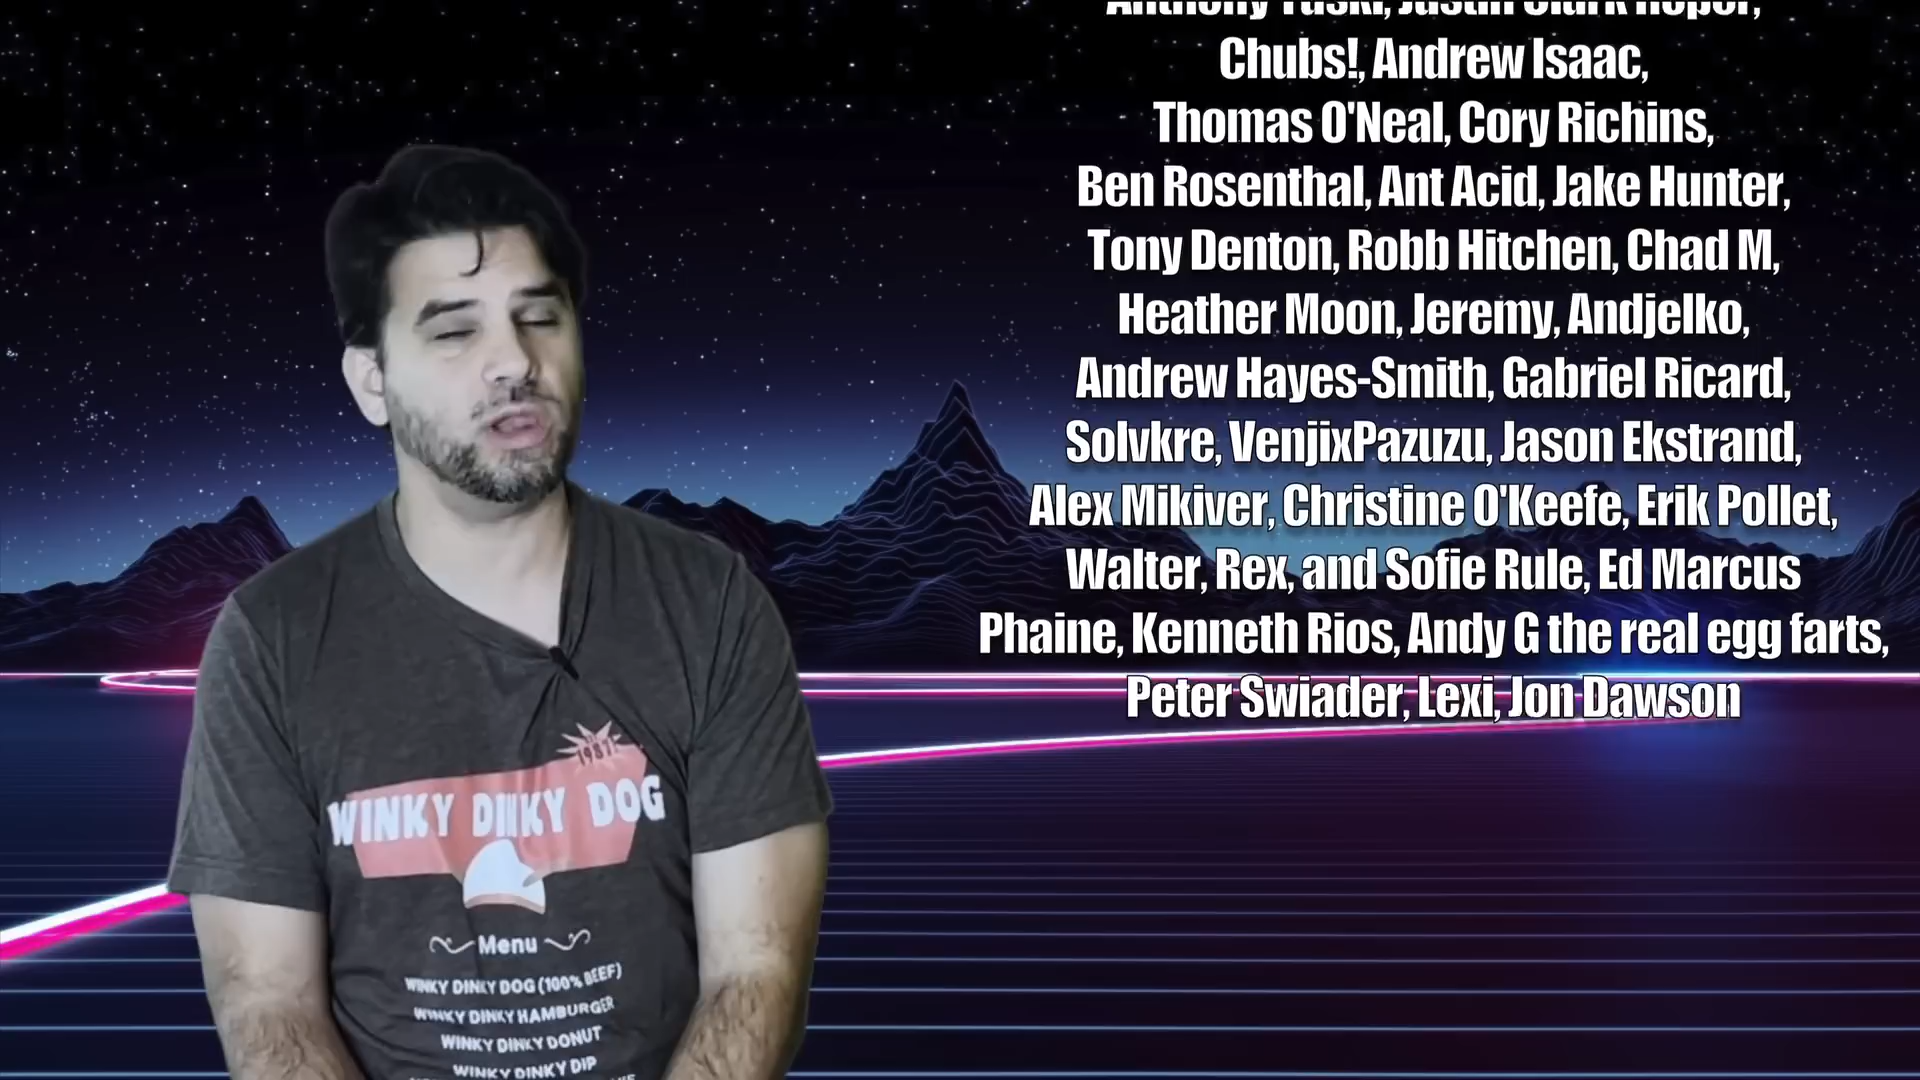 Chubs!, Andrew Isaac,
Thomas O'Neal, Cory Richins,
Ben Rosenthal, Ant Acid, Jake Hunter,
Tony Denton, Robb Hitchen, Chad M,
Heather Moon, Jeremy, Andjelko,
Andrew Hayes-Smith, Gabriel Ricard,
Solvkre, VenjixPazuzu, Jason Ekstrand,
Alex Mikiver, Christine O'Keefe, Erik Pollet,
Walter, Rex, and Sofie Rule, Ed Marcus
Phaine, Kenneth Rios, Andy G the real egg farts,
Peter Swiader, Lexi, Jon Dawson
1987
WINKY DINKY DOG
Menu
WINKY DINKY DOG (100% BEEF)
WINKY DINKY HAMBURGER
WINKY DINKY DONUT
WINKY DINKY DIP